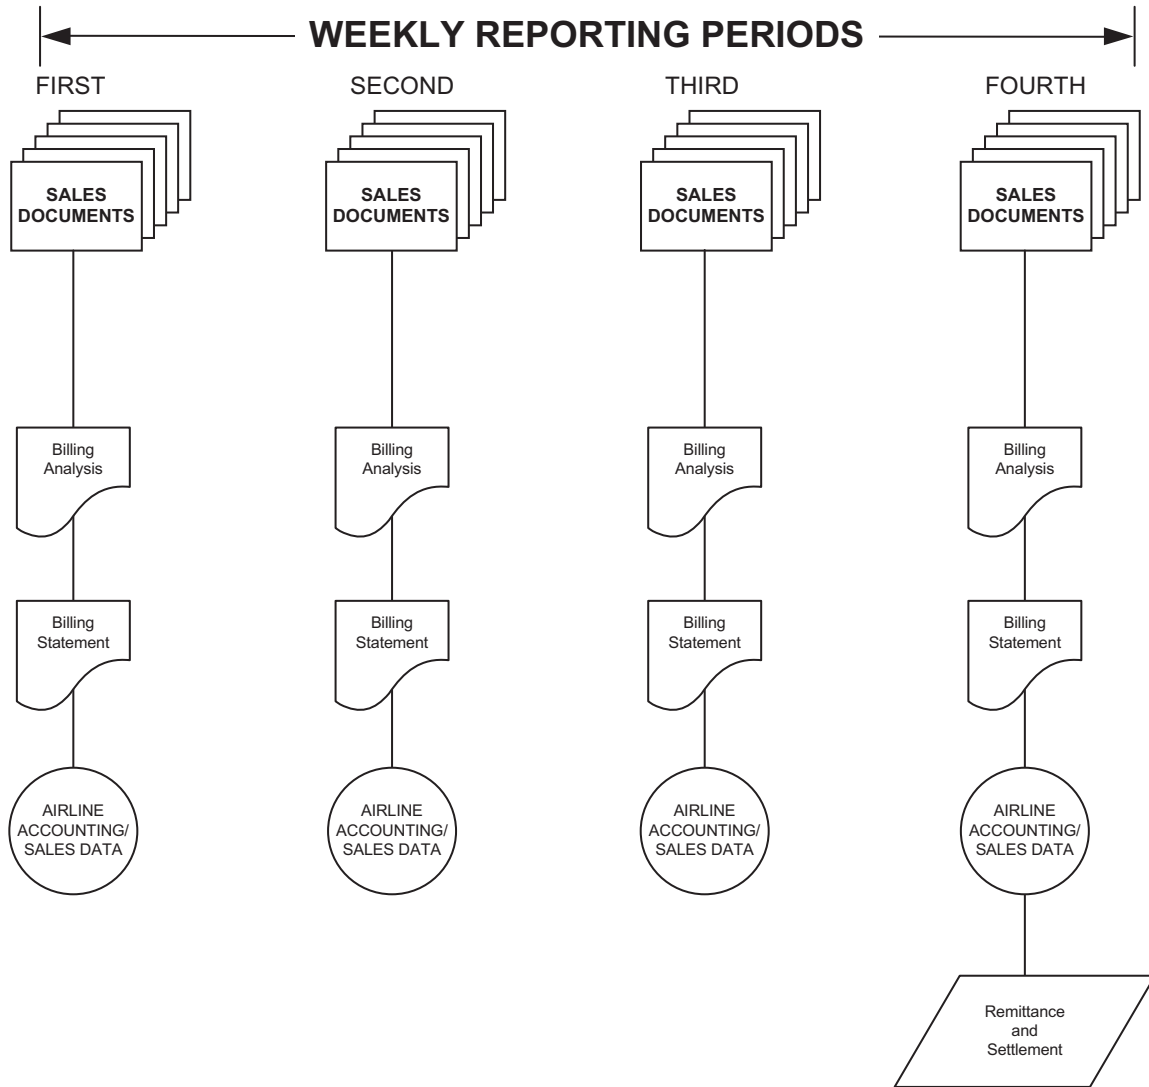 WEEKLY REPORTING PERIODS
FIRST
SECOND
THIRD
FOURTH
SALES
DOCUMENTS
SALES
DOCUMENTS
SALES
DOCUMENTS
SALES
DOCUMENTS
Billing
Analysis
Billing
Analysis
Billing
Analysis
Billing
Analysis
Billing
Statement
Billing
Statement
Billing
Statement
Billing
Statement
AIRLINE
ACCOUNTING/
SALES DATA
AIRLINE
ACCOUNTING/
SALES DATA
AIRLINE
ACCOUNTING/
SALES DATA
AIRLINE
ACCOUNTING/
SALES DATA
Remittance
and
Settlement